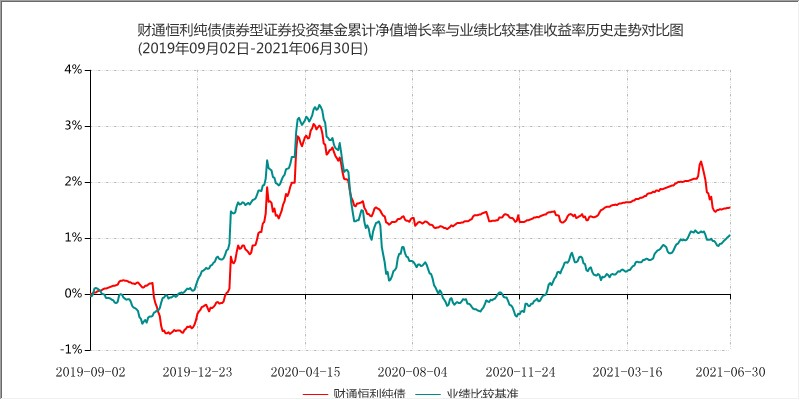 财通恒利纯债债券型证券投资基金累计净值增长率与业绩比较基准收益率历史走势对比图
(2019年09月02日-2021年06月30日)
4%
3%
2%
1%
0%
-1%
2019-09-02 2019-12-23 2020-04-15 2020-08-04 2020-11-24 2021-03-16 2021-06-30
财通恒利纯债 业绩比较基准